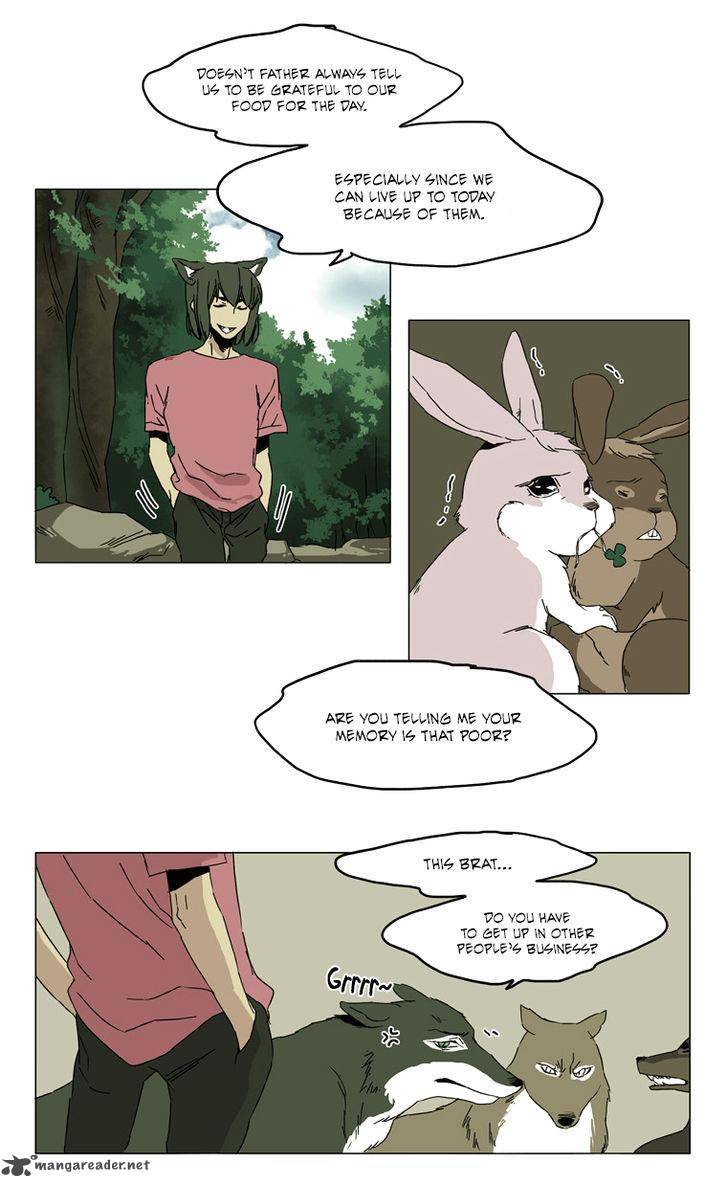 DOESN'T FATHER ALWAYS TELL
US TO BE GRATEFUL TO OUR
FOOD FOR THE DAY.
ESPECIALLY SINCE WE
CAN LIVE UP TO TODAY
BECAUSE OF THEM.
ARE YOU TELLING ME YOUR
MEMORY IS THAT POOR?
THIS BRAT...
DO YOU HAVE
TO GET UP IN OTHER
PEOPLE'S BUSINESS?
Grrrr~
mangareader.net